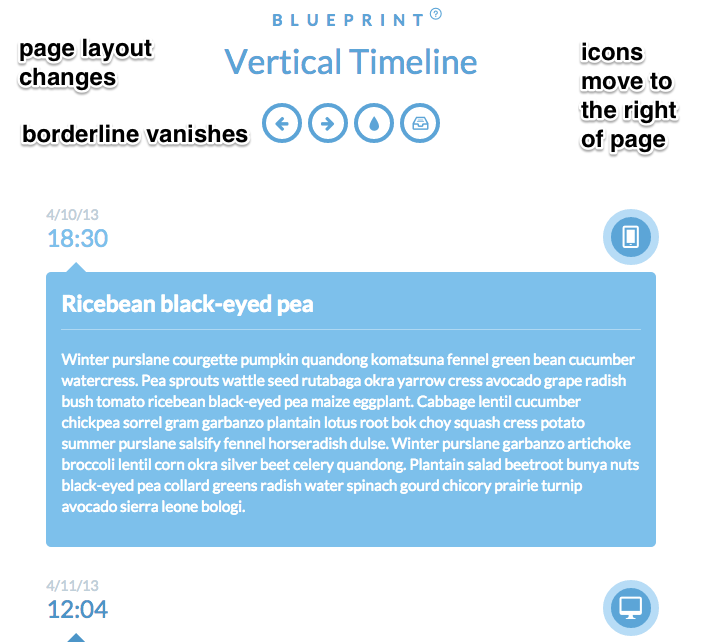 BLUEPRINT ?
Vertical Timeline
page layout
changes
borderline vanishes
icons
move to
the right
of page
4/10/13
18:30
Ricebean black-eyed pea
Winter purslane courgette pumpkin quandong komatsuna fennel green bean cucumber
watercress. Pea sprouts wattle seed rutabaga okra yarrow cress avocado grape radish
bush tomato ricebean black-eyed pea maize eggplant. Cabbage lentil cucumber
chickpea sorrel gram garbanzo plantain lotus root bok choy squash cress potato
summer purslane salsify fennel horseradish dulse. Winter purslane garbanzo artichoke
broccoli lentil corn okra silver beet celery quandong. Plantain salad beetroot bunya nuts
black-eyed pea collard greens radish water spinach gourd chicory prairie turnip
avocado sierra leone bologi.
4/11/13
12:04